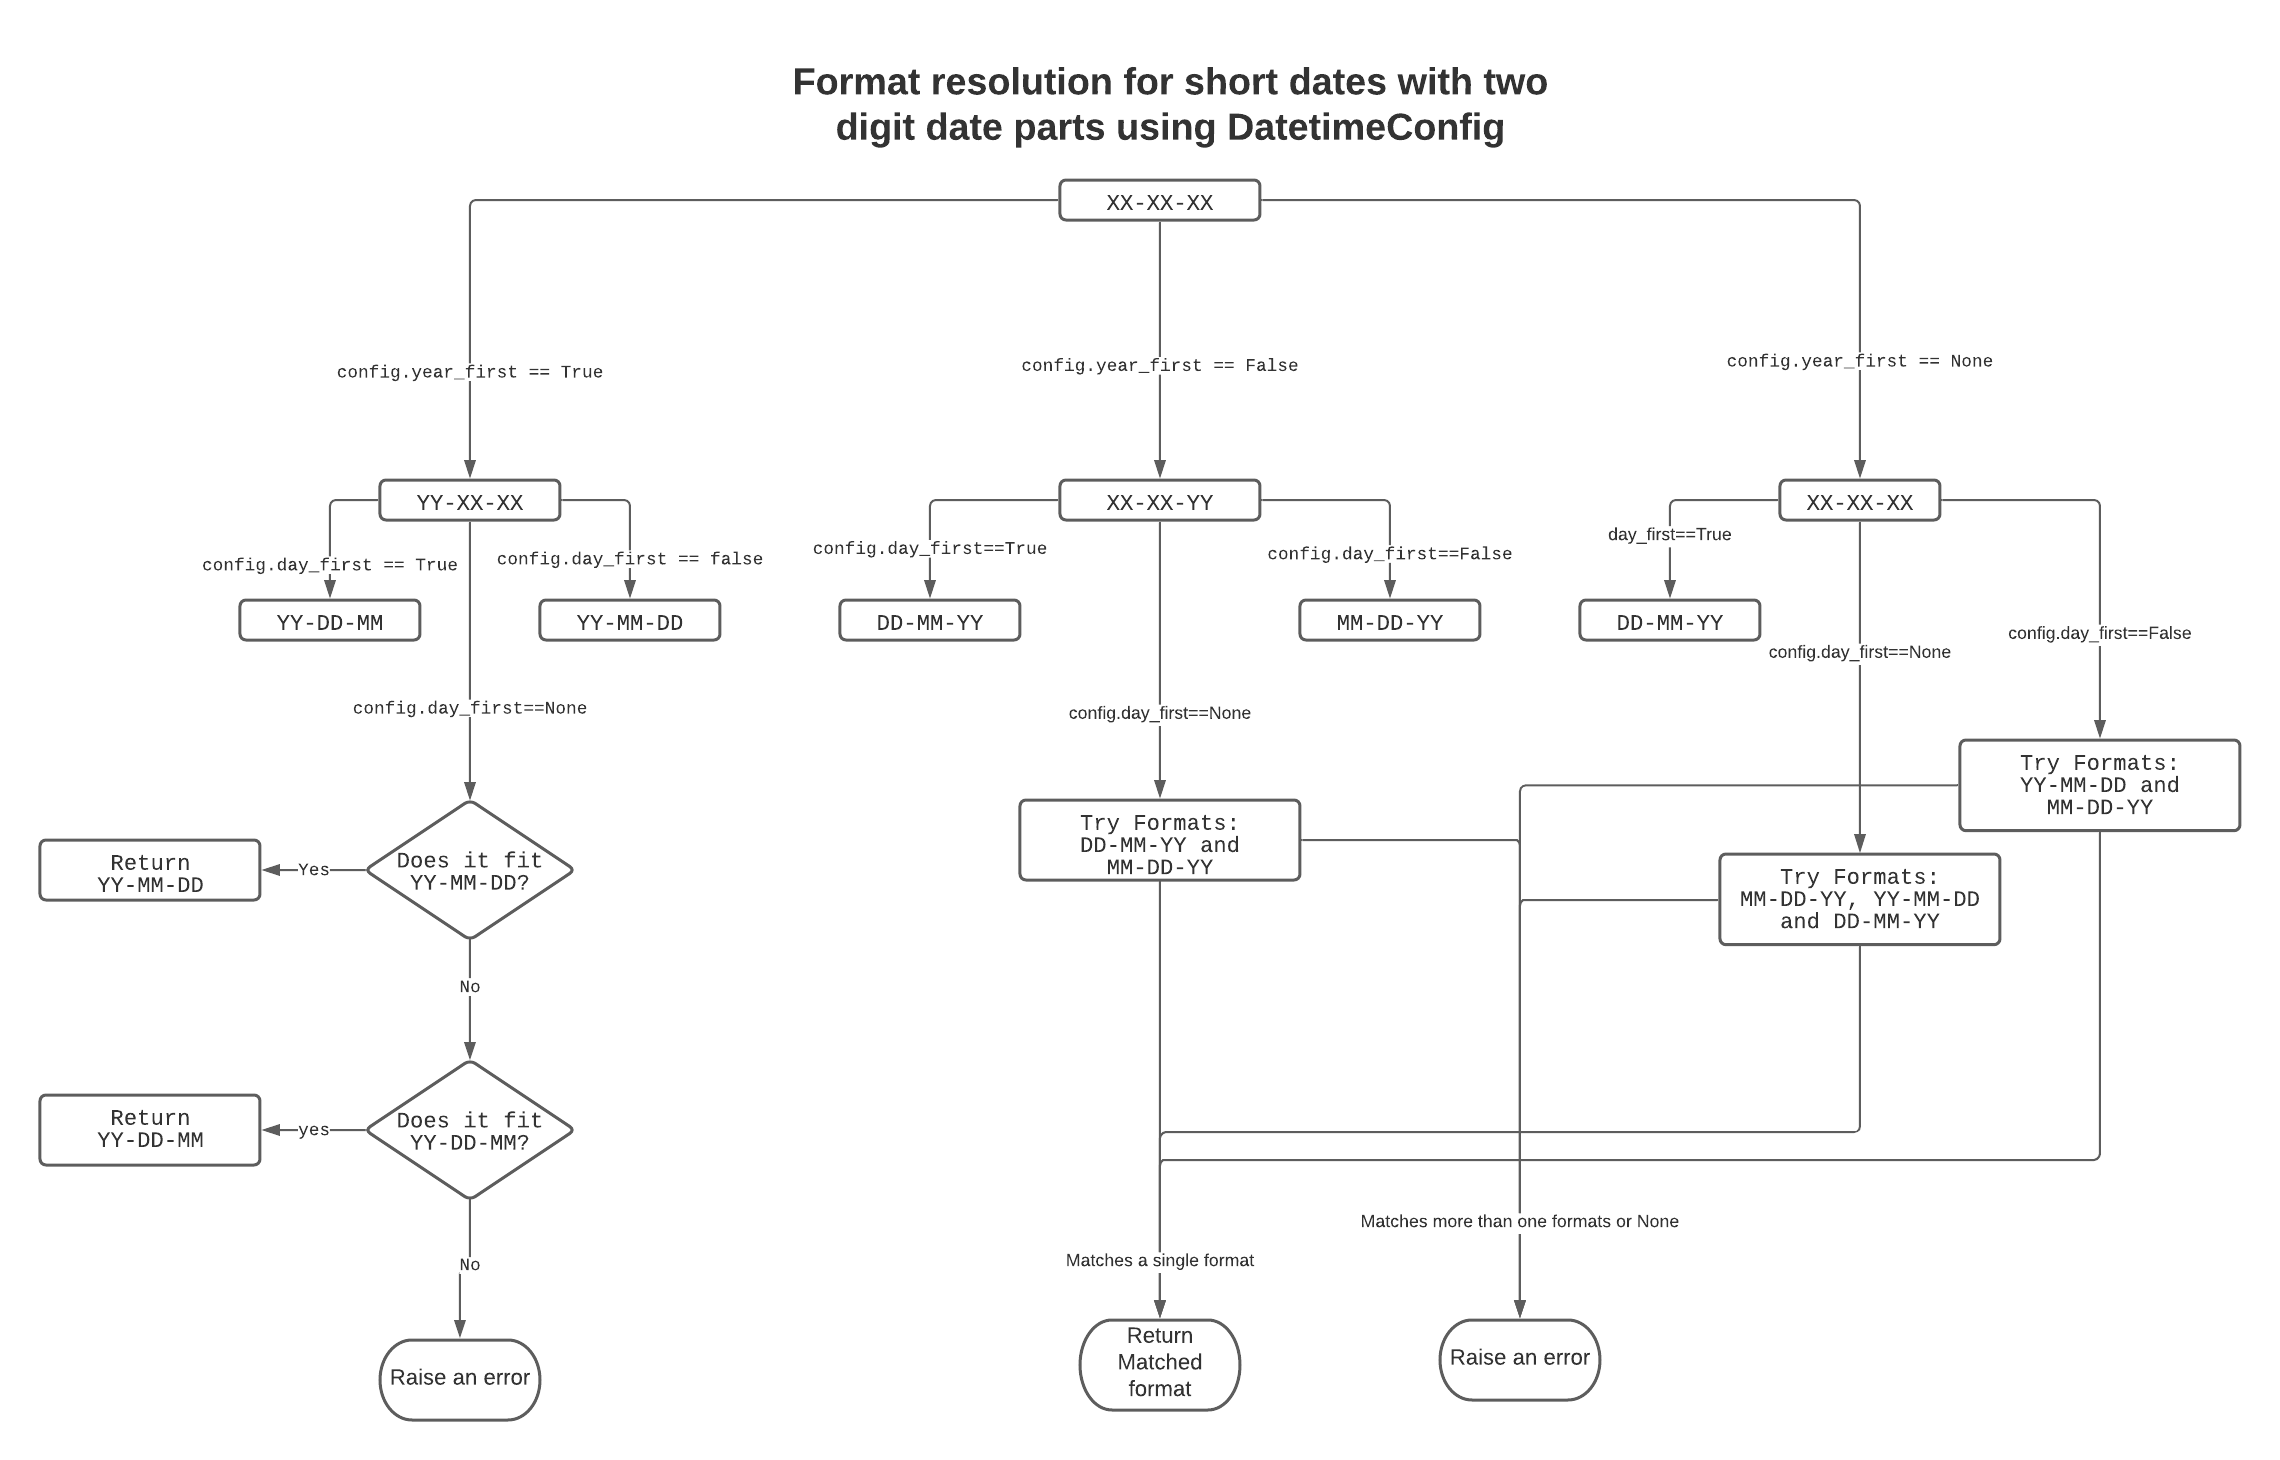 Format resolution for short dates with two
digit date parts using DatetimeConfig
XX-XX-XX
config.year_first == True
config.year_first == False
config.year_first == None
YY-XX-XX
XX-XX-YY
XX-XX-XX
config.day_first == True
config.day_first == false
config.day_first==True
config.day_first==False
day_first==True
YY-DD-MM
YY-MM-DD
DD-MM-YY
MM-DD-YY
DD-MM-YY
config.day_first==False
config.day_first==None
config.day_first==None
config.day_first==None
Try Formats:
YY-MM-DD and
MM-DD-YY
Try Formats:
DD-MM-YY and
MM-DD-YY
Return
YY-MM-DD
Yes
Does it fit
YY-MM-DD?
Try Formats:
MM-DD-YY, YY-MM-DD
and DD-MM-YY
No
Return
YY-DD-MM
yes
Does it fit
YY-DD-MM?
Matches more than one formats or None
Matches a single format
No
Return
Matched
format
Raise an error
Raise an error